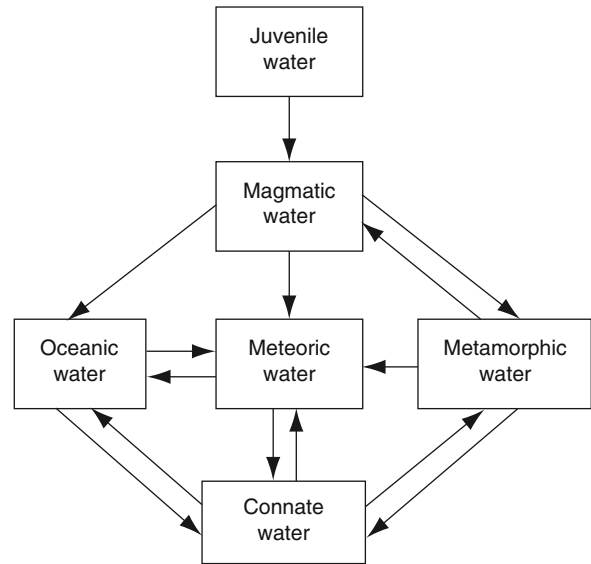 Juvenile
water
Magmatic
water
Oceanic
water
Meteoric
water
Metamorphic
water
Connate
water